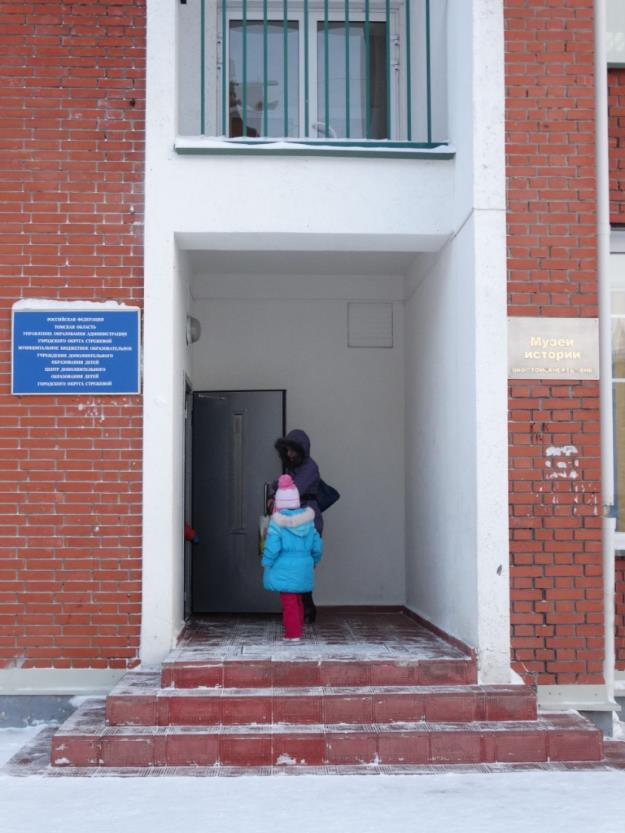 РОССИЙСКАЯ ФЕДЕРАЦИЯ
ТОМСКАЯ ОБЛАСТЬ
УПРАВЛЕНИЕ ОБРАЗОВАНИЯ АДМИНИСТРАЦИИ
ГОРОДСКОГО ОКРУГА СТРЕЖЕВОЙ
МУНИЦИПАЛЬНОЕ БЮДЖЕТНОЕ ОБРАЗОВАТЕЛЬНОЕ
УЧРЕЖДЕНИЕ ДОПОЛНИТЕЛЬНОГО
ОБРАЗОВАНИЯ ДЕТЕЙ
ЦЕНТР ДОПОЛНИТЕЛЬНОГО
ОБРАЗОВАНИЯ ДЕТЕЙ
ГОРОДСКОГО ОКРУГА СТРЕЖЕВОЙ
Музей
истории